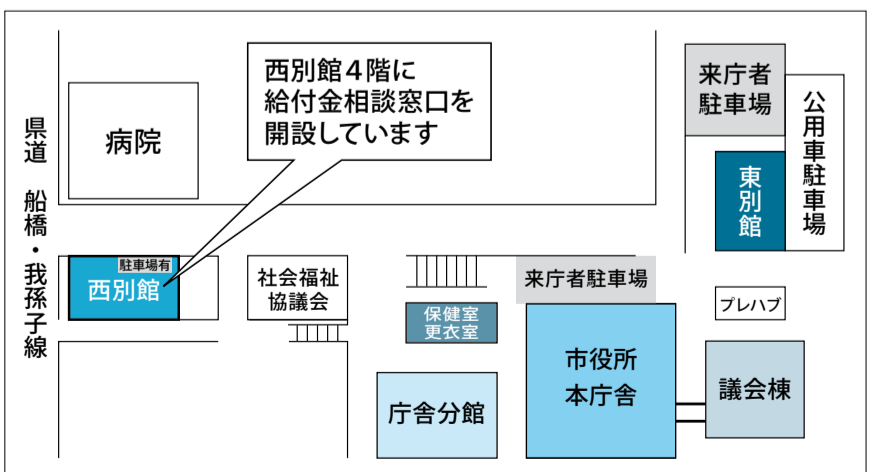 西別館４階に
給付金相談窓口を
開設しています
来庁者
駐車場
公用車駐車場
病院
県道　船橋・我孫子線
東別館
駐車場有
西別館
社会福祉
協議会
来庁者駐車場
保健室
更衣室
プレハブ
市役所
本庁舎
議会棟
庁舎分館